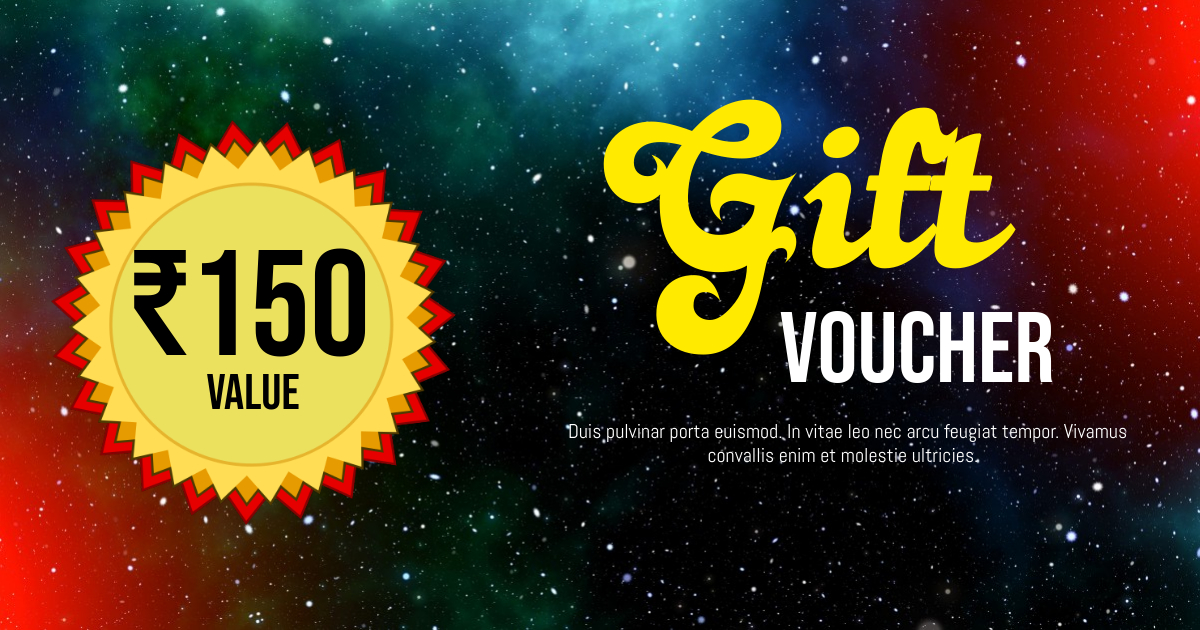 ₹150
VALUE
Gift
VOUCHER
Duis pulvinar porta euismod. In vitae leo nec arcu feugiat tempor. Vivamus
convallis enim et molestie ultricies.